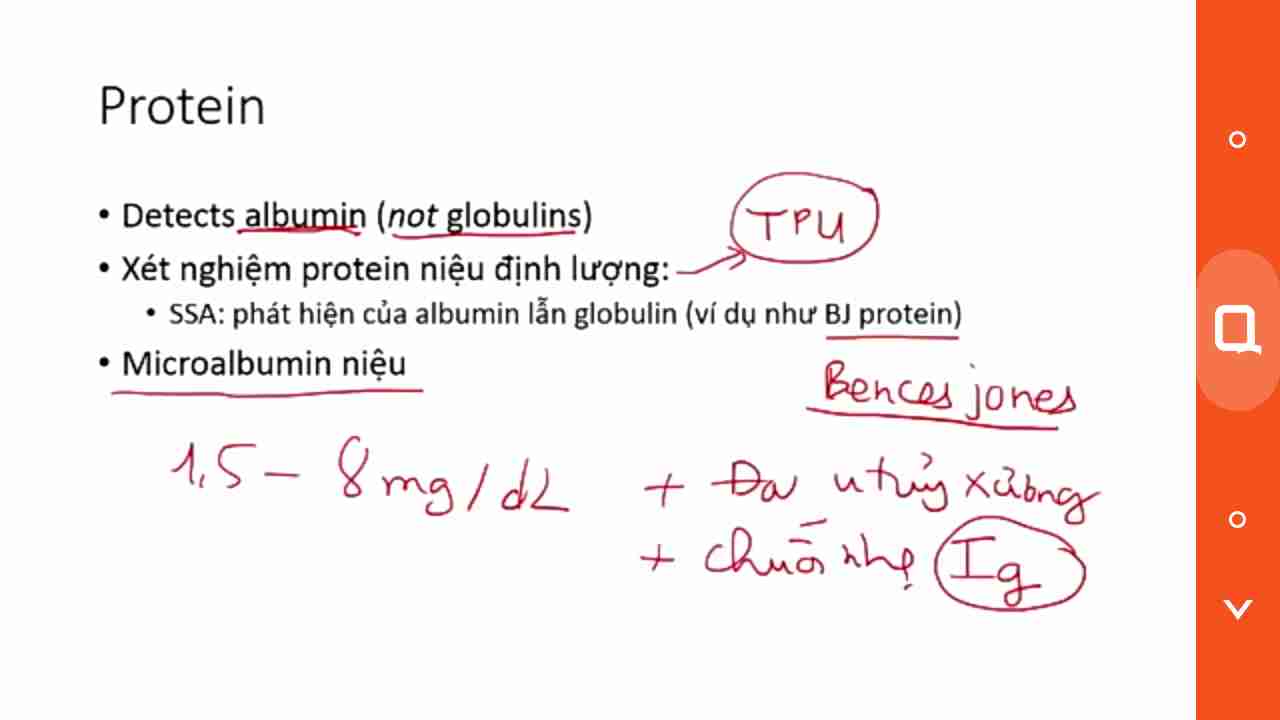 Protein
• Detects albumin (not globulins)
TPU
• Xét nghiệm protein niệu định lượng:
• SSA: phát hiện của albumin lẫn globulin (ví dụ như BJ protein)
• Microalbumin niệu
Bences jones
1,5 – 8 mg/dL
+ Đa u tủy xương
+ chuỗi nhẹ Ig